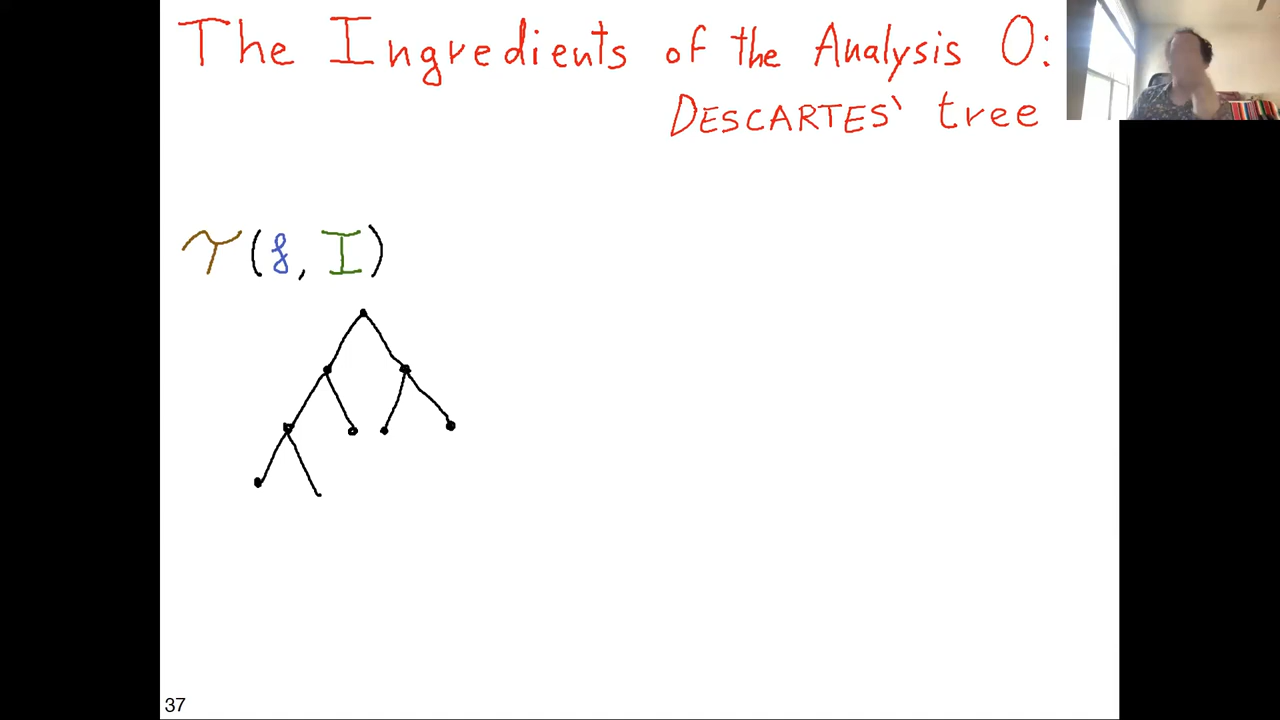 The Ingredients of the Analysis 0:
DESCARTES' tree
𝒯(f, I)
37